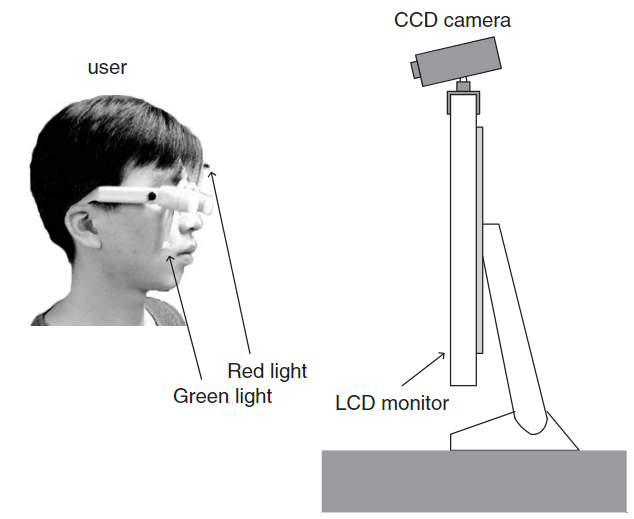 CCD camera
user
Red light
Green light
LCD monitor